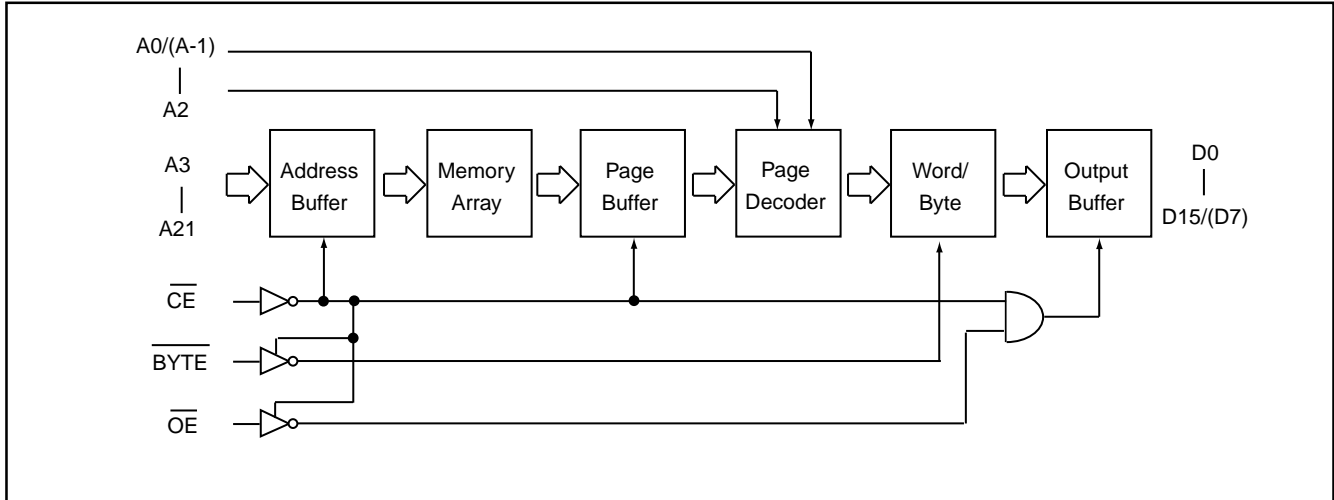 A0/(A-1)
A2
A3
A21
Address
Buffer
Memory
Array
Page
Buffer
Page
Decoder
Word/
Byte
Output
Buffer
D0
D15/(D7)
CE
BYTE
OE